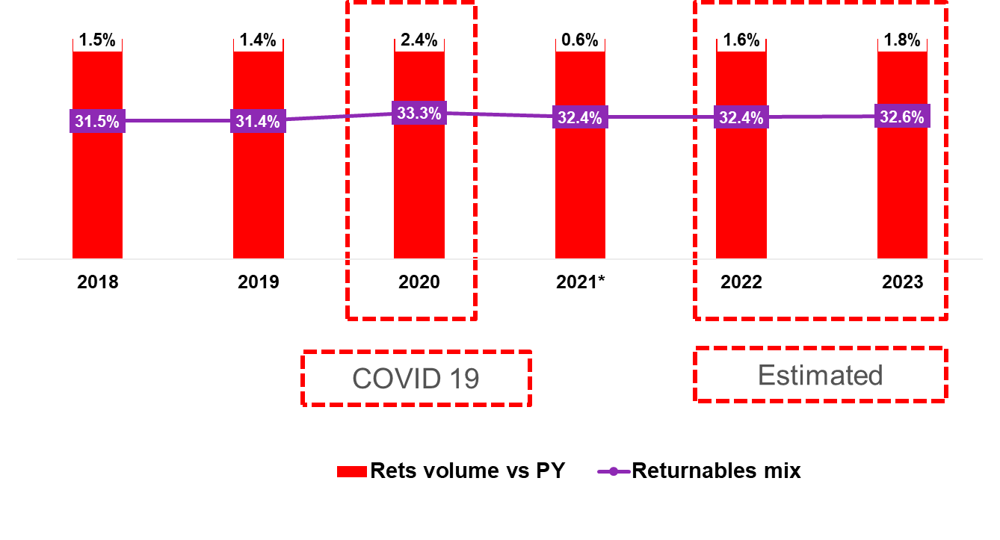 1.5% 1.4% 2.4% 0.6% 1.6% 1.8%
31.5% 31.4% 33.3% 32.4% 32.4% 32.6%
2018 2019 2020 2021* 2022 2023
COVID 19 Estimated
Rets volume vs PY Returnables mix